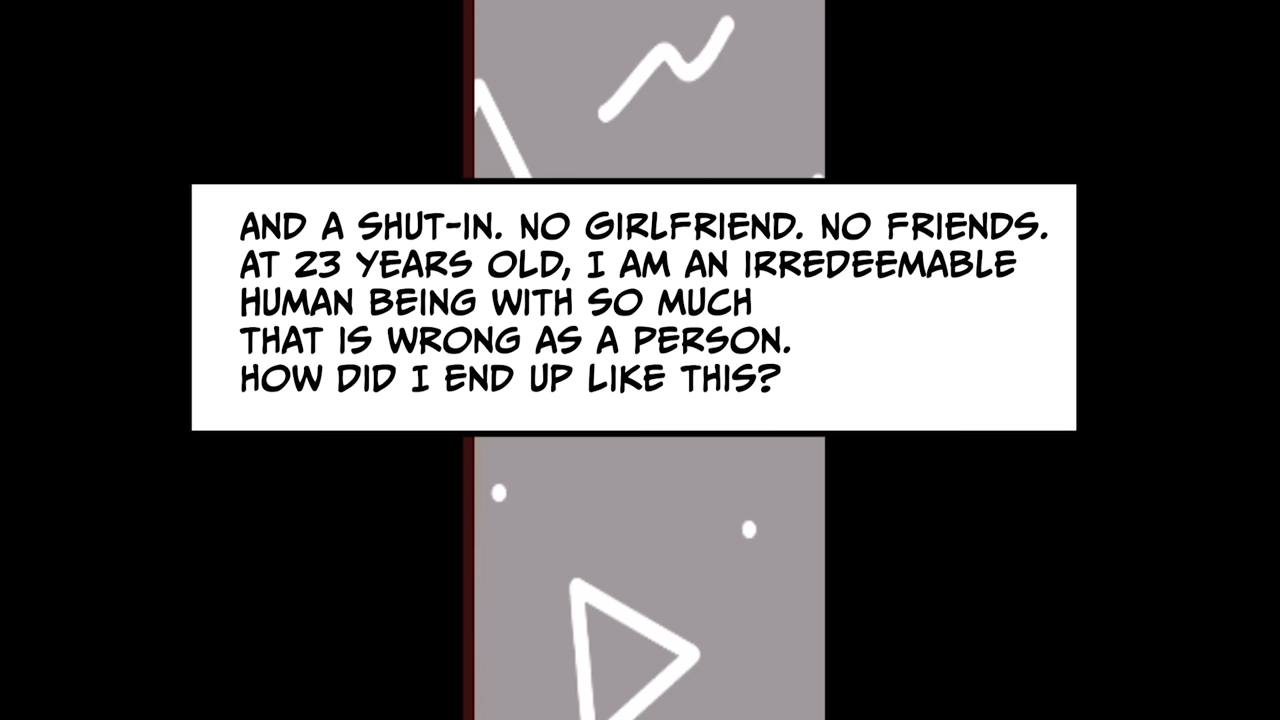 AND A SHUT-IN. NO GIRLFRIEND. NO FRIENDS.
AT 23 YEARS OLD, I AM AN IRREDEEMABLE
HUMAN BEING WITH SO MUCH
THAT IS WRONG AS A PERSON.
HOW DID I END UP LIKE THIS?